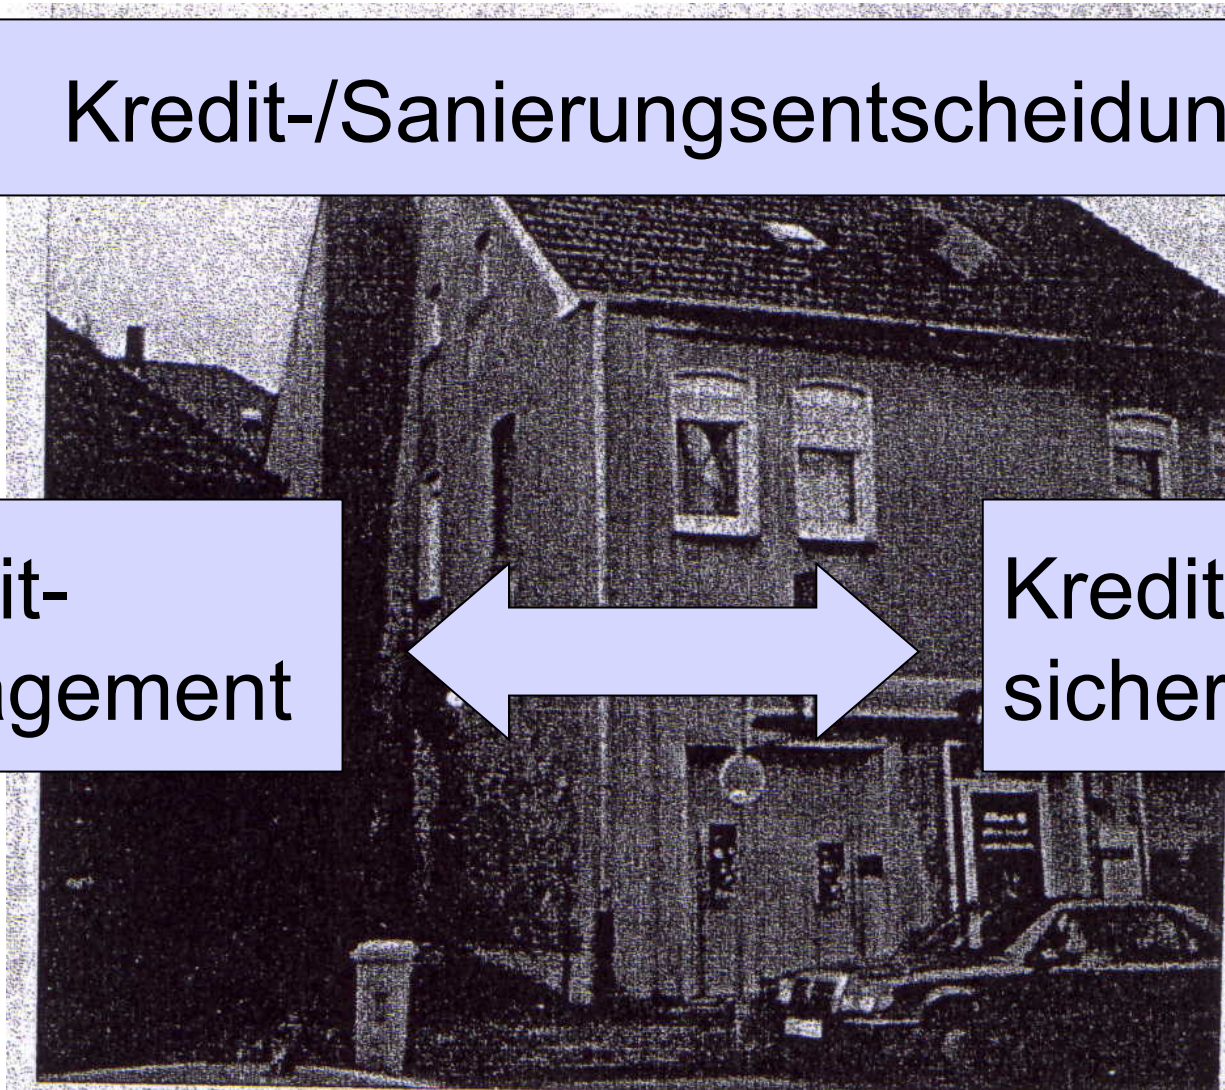 Kredit-/Sanierungsentscheidun
it-
agement
Kredit
sicher